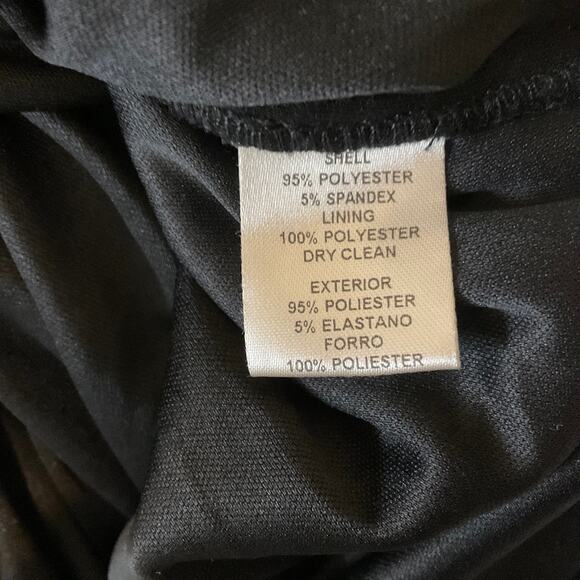 SHELL
95% POLYESTER
5% SPANDEX
LINING
100% POLYESTER
DRY CLEAN
EXTERIOR
95% POLIESTER
5% ELASTANO
FORRO
100% POLIESTER